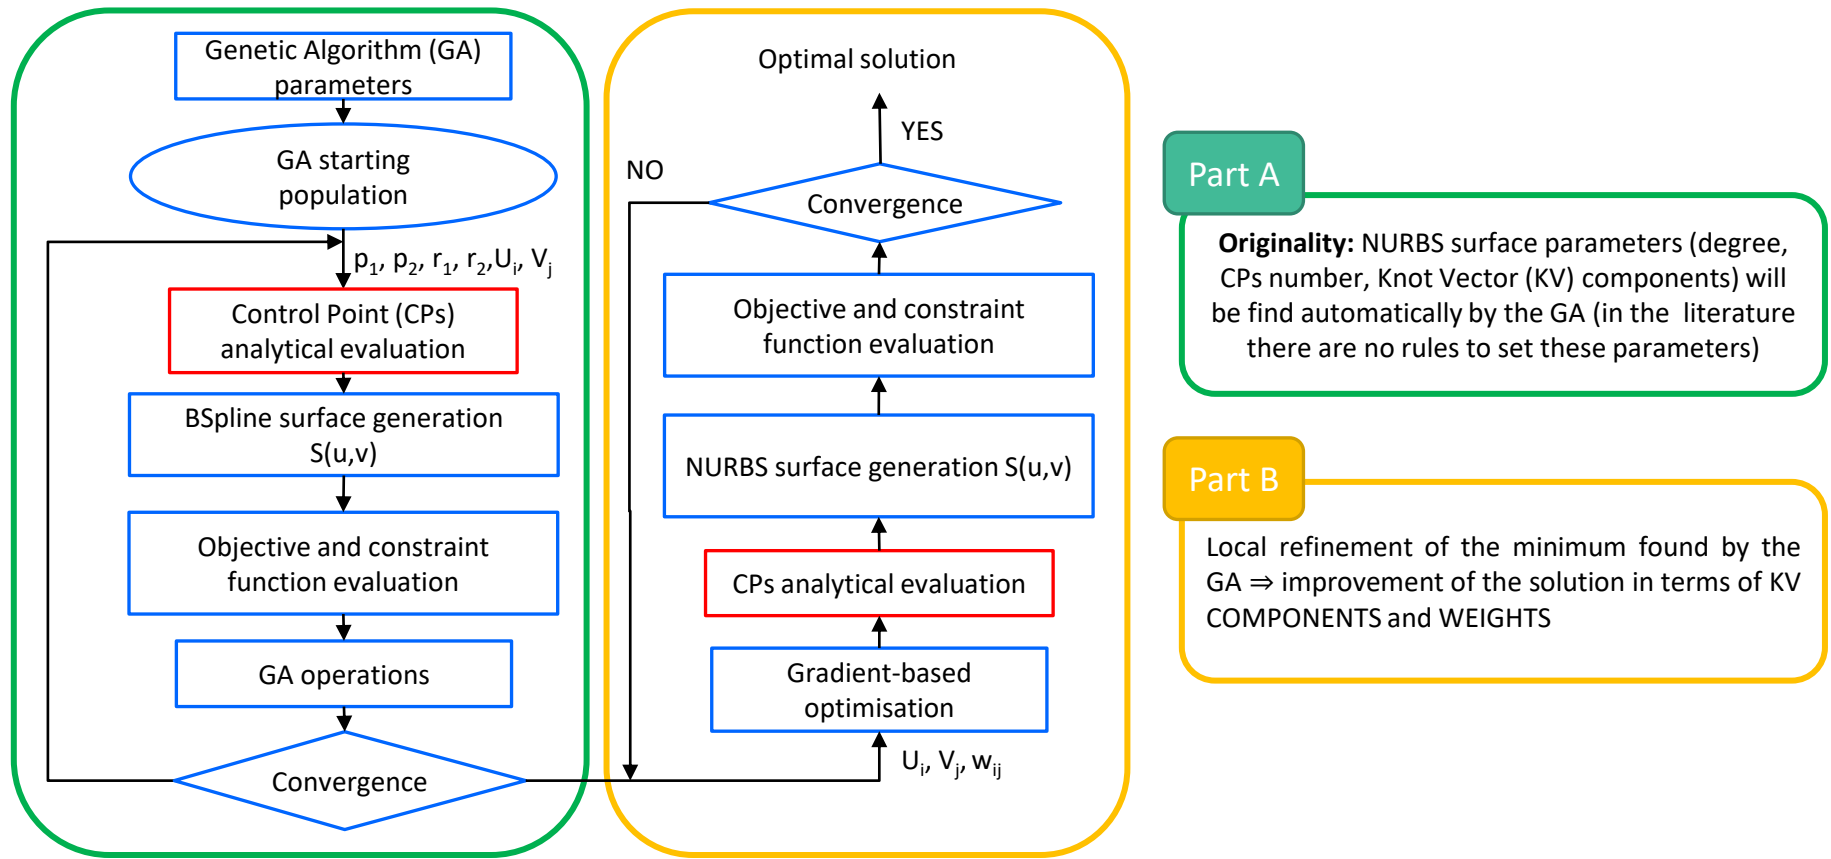 Genetic Algorithm (GA)
parameters
GA starting
population
p₁, p₂, r₁, r₂,Uᵢ, Vⱼ
Control Point (CPs)
analytical evaluation
BSpline surface generation
S(u,v)
Objective and constraint
function evaluation
GA operations
Convergence
Optimal solution
YES
NO
Convergence
Objective and constraint
function evaluation
NURBS surface generation S(u,v)
CPs analytical evaluation
Gradient-based
optimisation
Uᵢ, Vⱼ, wᵢⱼ
Part A
Originality: NURBS surface parameters (degree,
CPs number, Knot Vector (KV) components) will
be find automatically by the GA (in the literature
there are no rules to set these parameters)
Part B
Local refinement of the minimum found by the
GA ⇒ improvement of the solution in terms of KV
COMPONENTS and WEIGHTS